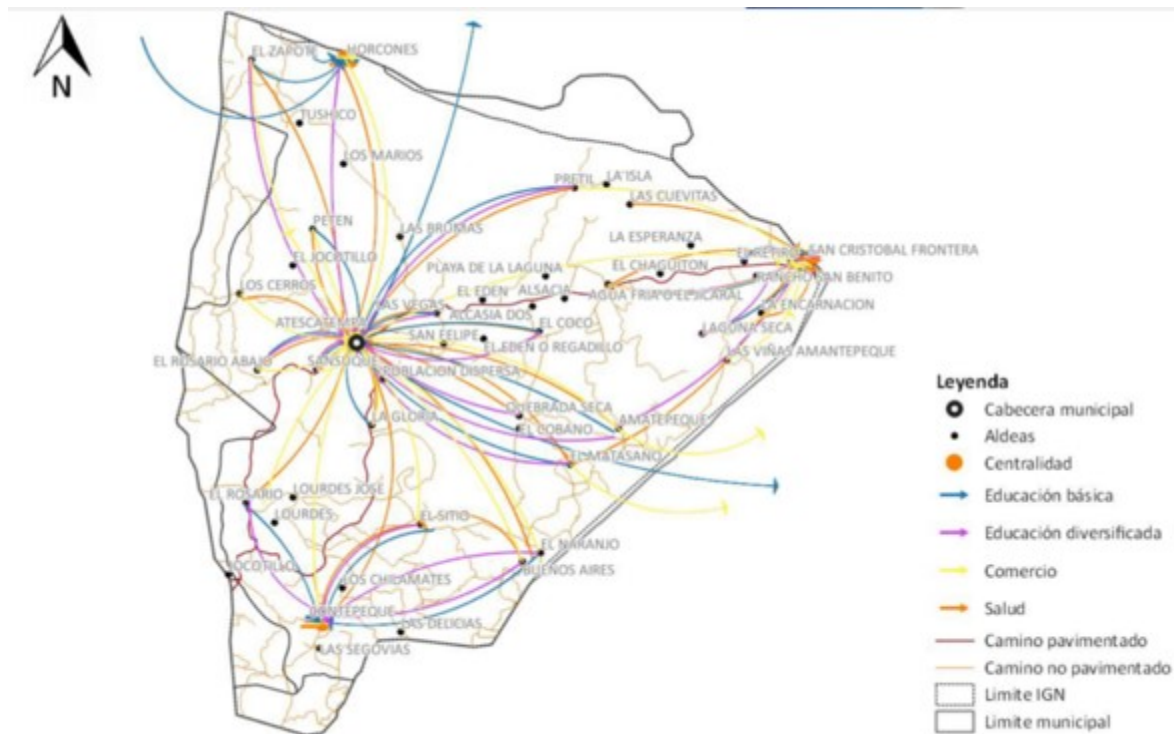 N
EL ZAPOTE
HORCONES
TUSHICO
LOS MARIOS
PRETIL
LA ISLA
LAS CUEVITAS
PETEN
LAS BROMAS
LA ESPERANZA
SAN CRISTOBAL FRONTERA
EL JOCOTILLO
PLAYA DE LA LAGUNA
EL CHAGUITON
EL RETIRO
RANCHO SAN BENITO
LOS CERROS
EL EDEN
ALSACIA
AGUA FRIA O EL JICARAL
LAS VEGAS
ALCASIA DOS
LA ENCARNACION
ATESCATEMPA
SAN FELIPE
EL COCO
LAGUNA SECA
EL EDEN O REGADILLO
EL ROSARIO ABAJO
SANSUQUE
POBLACION DISPERSA
LAS VIÑAS AMANTEPEQUE
LA GLORIA
QUEBRADA SECA
EL COBANO
AMATEPEQUE
EL MATASANO
EL ROSARIO
LOURDES JOSE
LOURDES
EL SITIO
EL NARANJO
JOCOTILLO
LOS CHILAMATES
BUENOS AIRES
CONTEPEQUE
LAS DELICIAS
LAS SEGOVIAS
Leyenda
Cabecera municipal
Aldeas
Centralidad
Educación básica
Educación diversificada
Comercio
Salud
Camino pavimentado
Camino no pavimentado
Limite IGN
Limite municipal